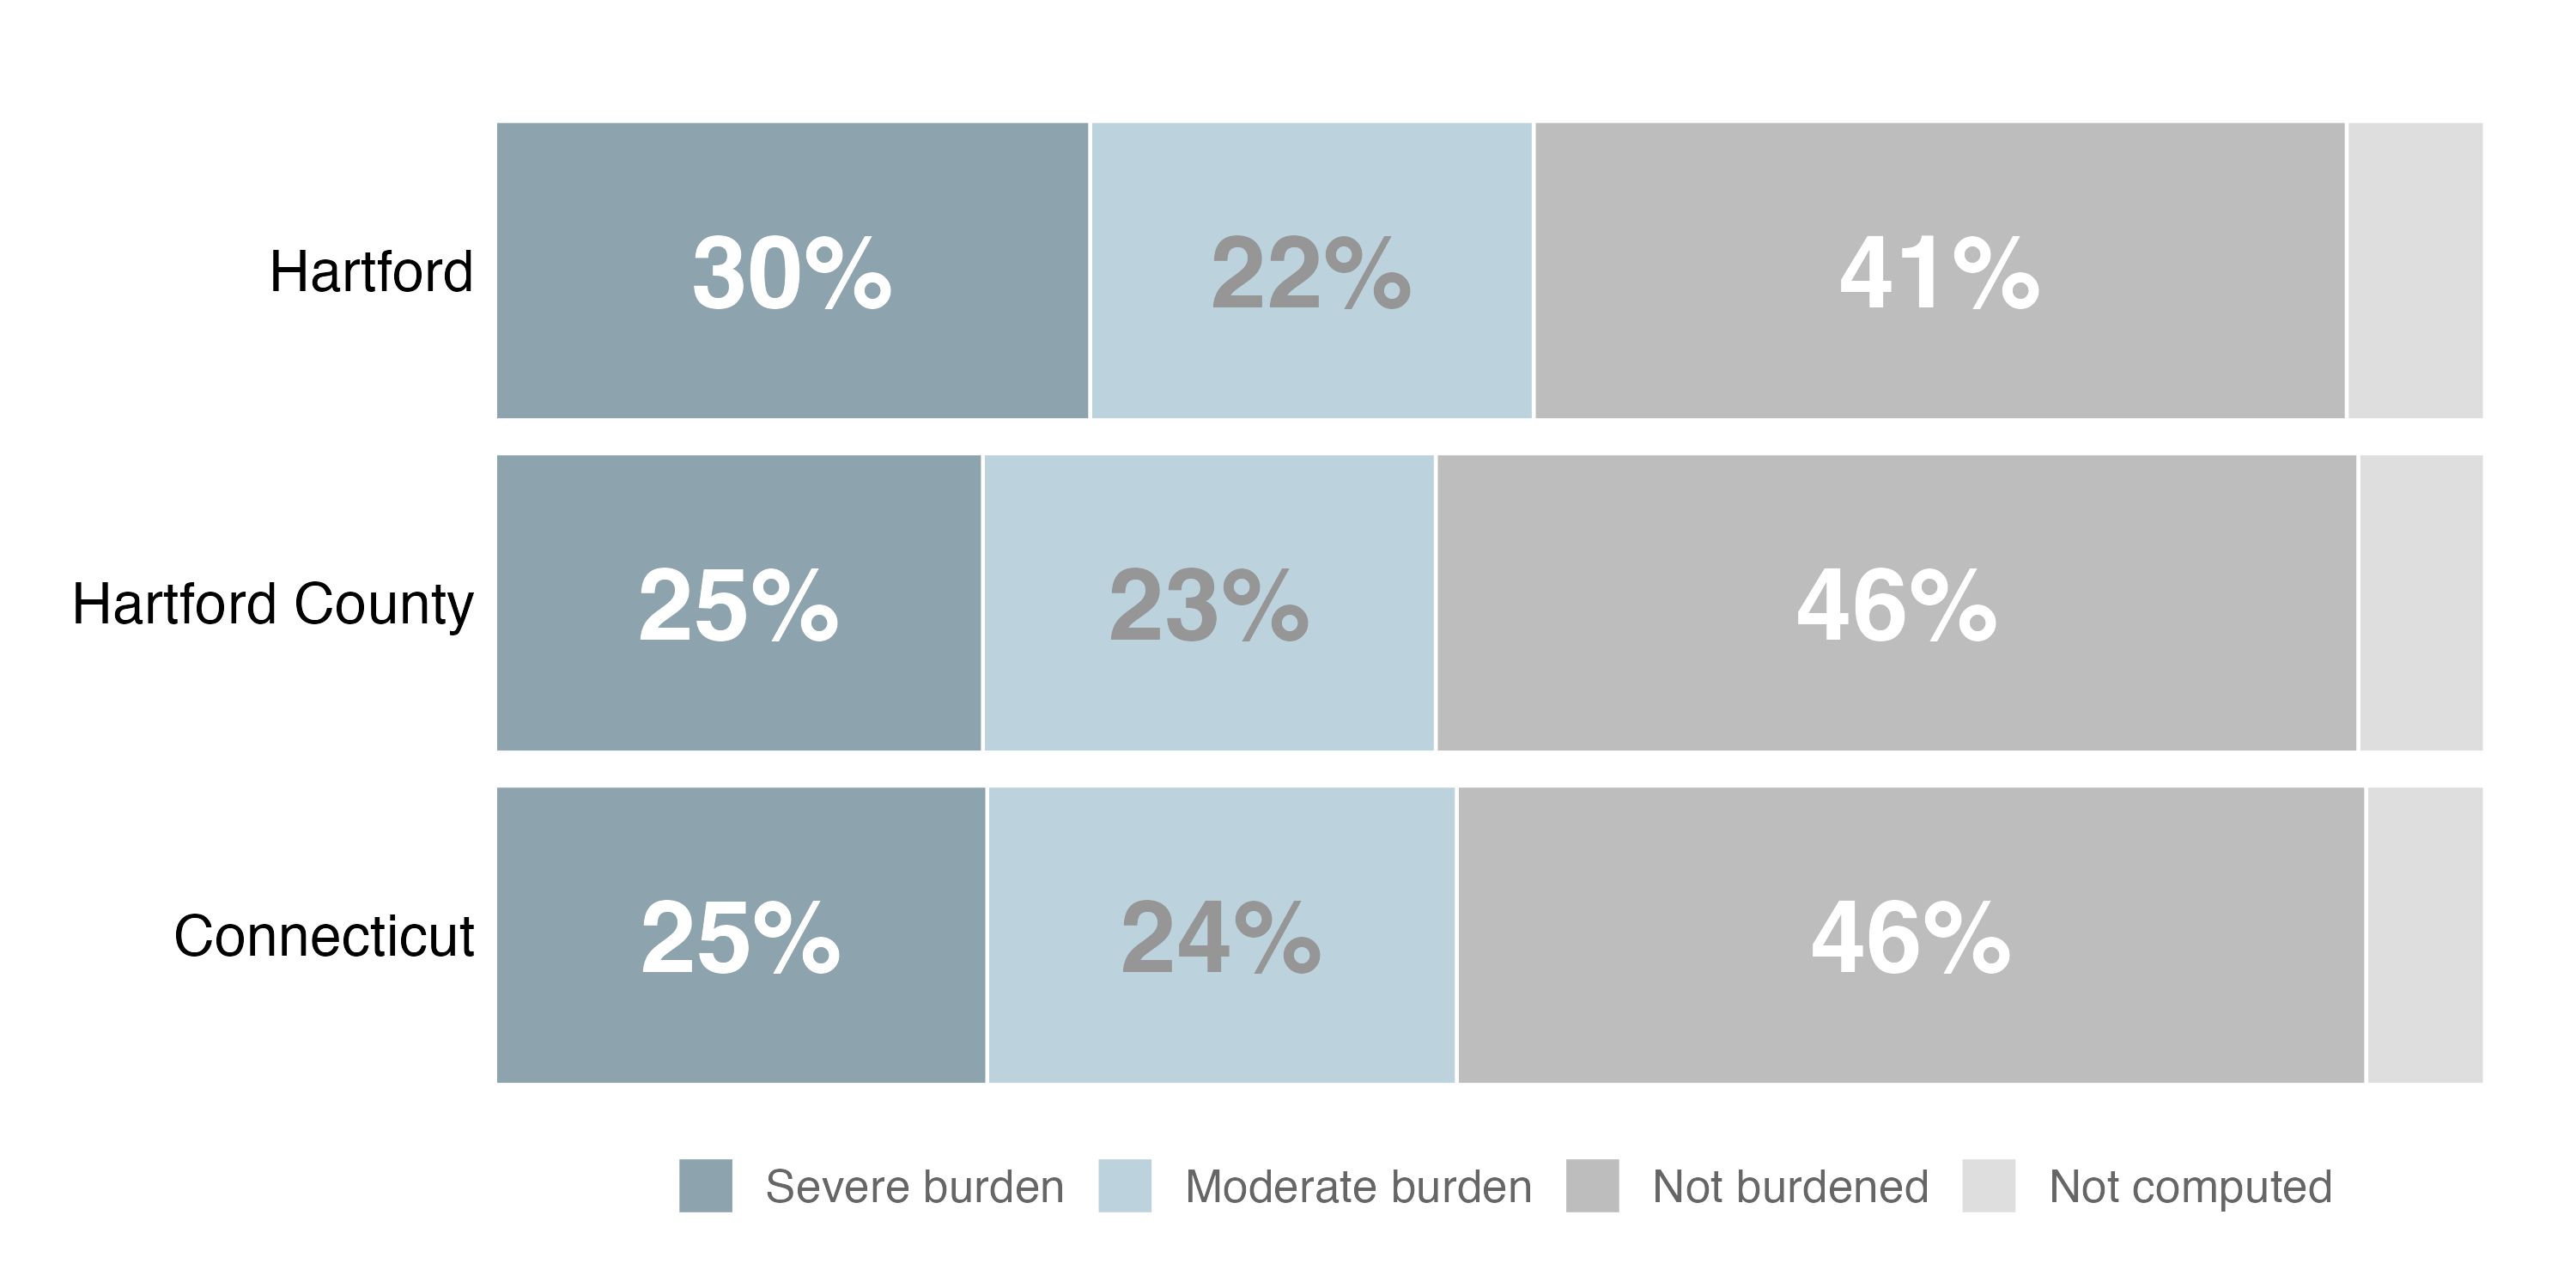 Hartford 30% 22% 41%
Hartford County 25% 23% 46%
Connecticut 25% 24% 46%
Severe burden Moderate burden Not burdened Not computed